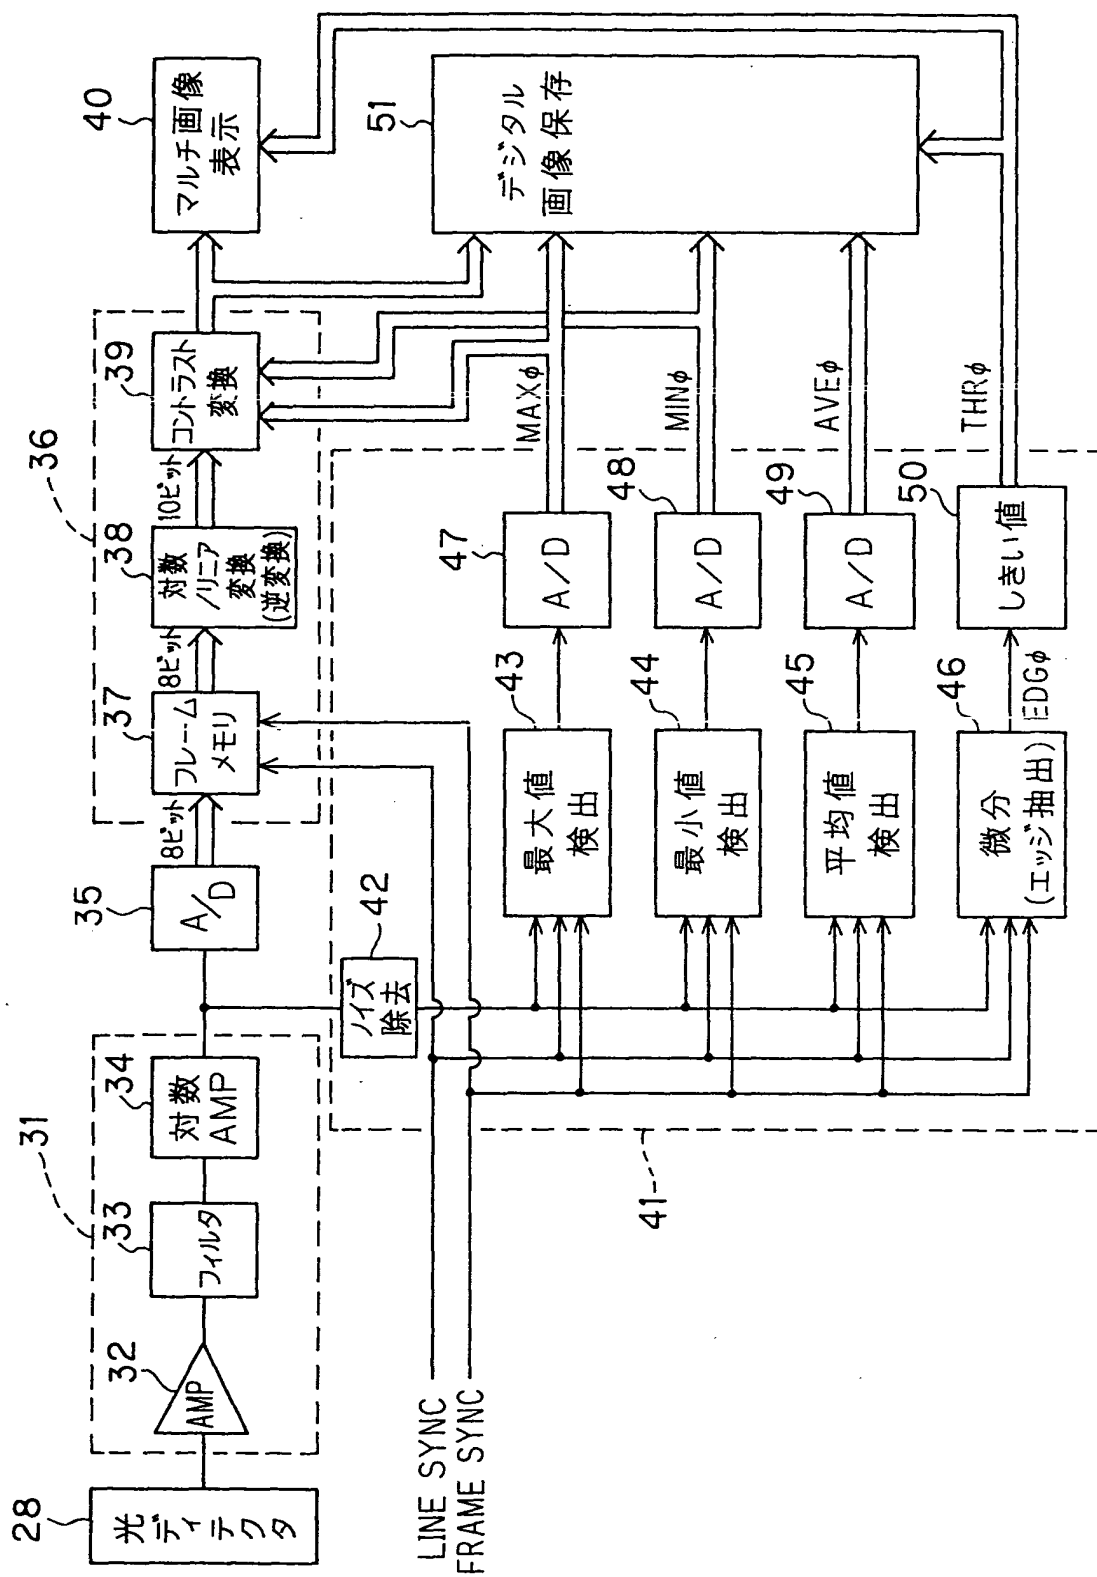 28
光
ディ
テクタ
31
32
AMP
33
フィルタ
34
対数
AMP
35
A/D
8ビット
36
37
フレーム
メモリ
8ビット
38
対数
/リニア
変換
(逆変換)
10ビット
39
コントラスト
変換
40
マルチ画像
表示
LINE SYNC
FRAME SYNC
41
42
ノイズ
除去
43
最大値
検出
47
A/D
MAXφ
44
最小値
検出
48
A/D
MINφ
45
平均値
検出
49
A/D
AVEφ
46
微分
(エッジ抽出)
EDGφ
50
しきい値
THRφ
51
デジタル
画像保存